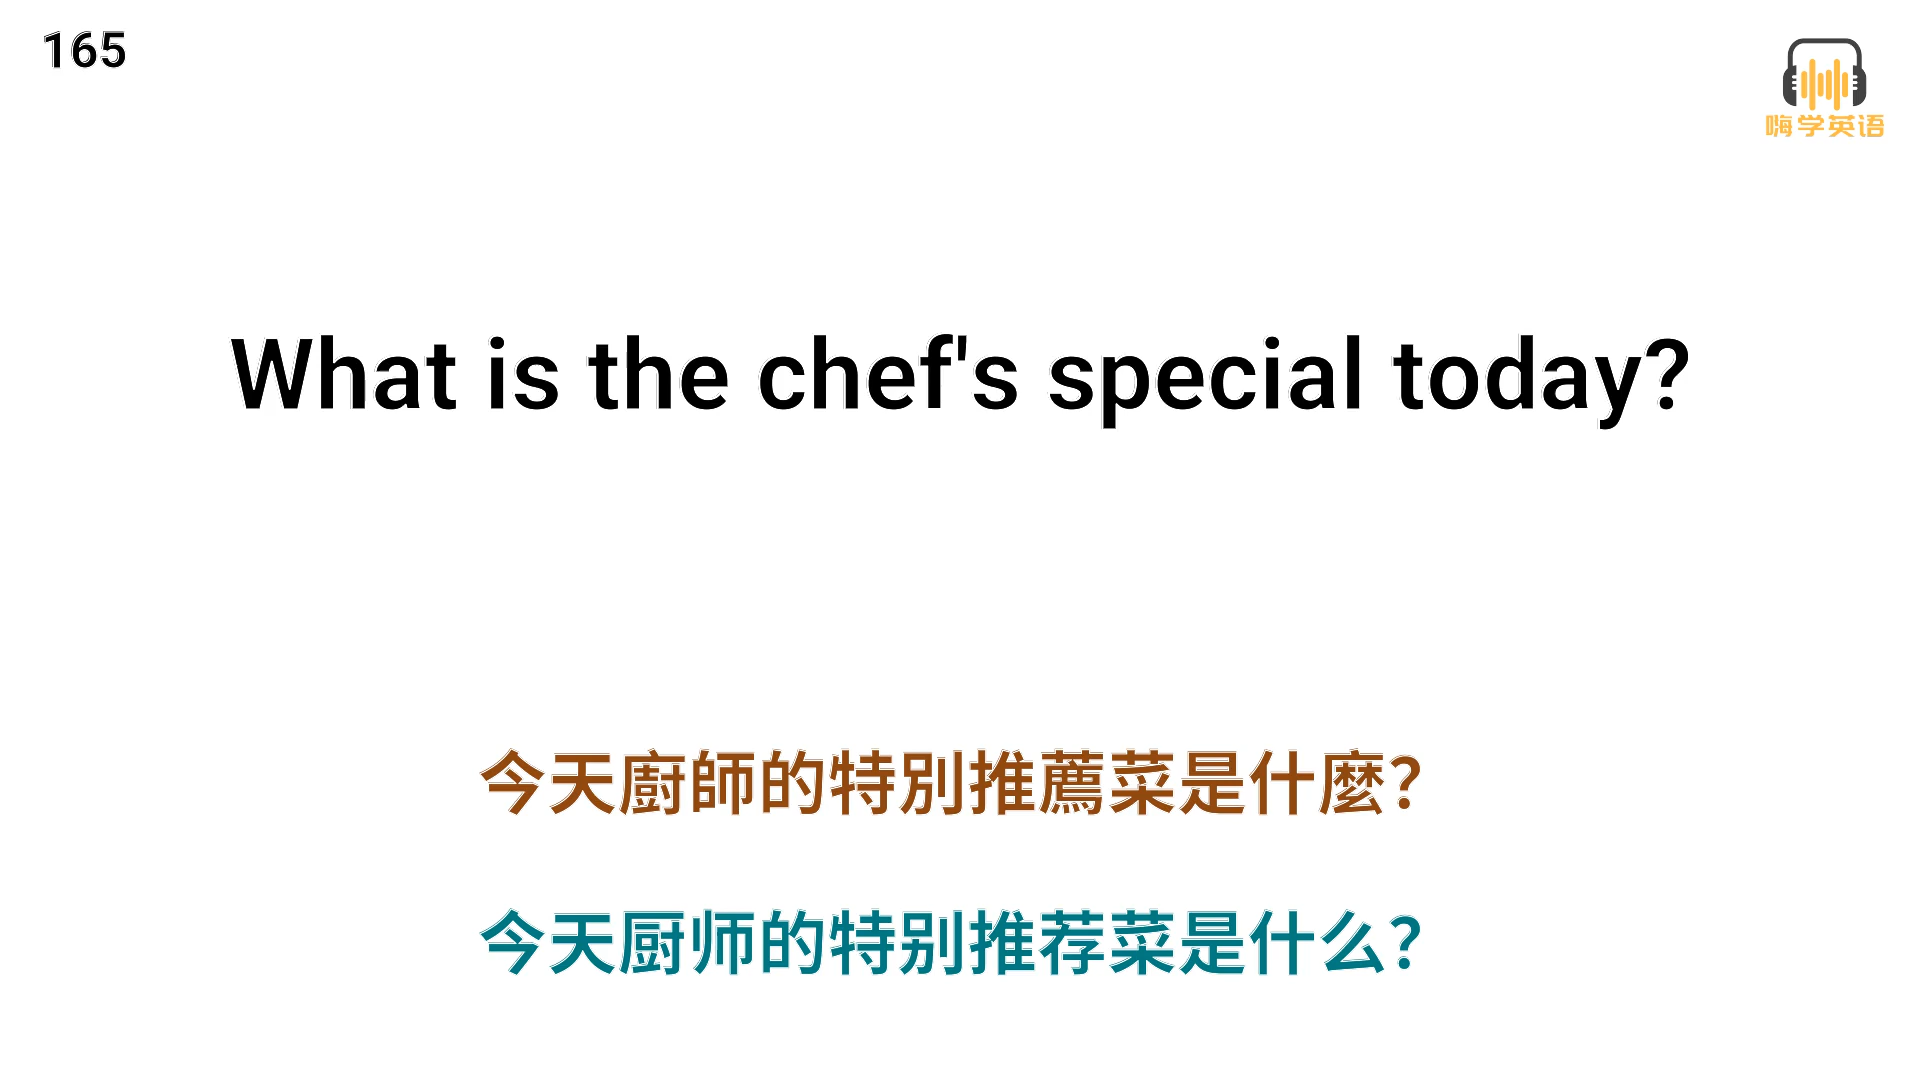 165
嗨学英语
What is the chef's special today?
今天廚師的特別推薦菜是什麼?
今天厨师的特别推荐菜是什么?